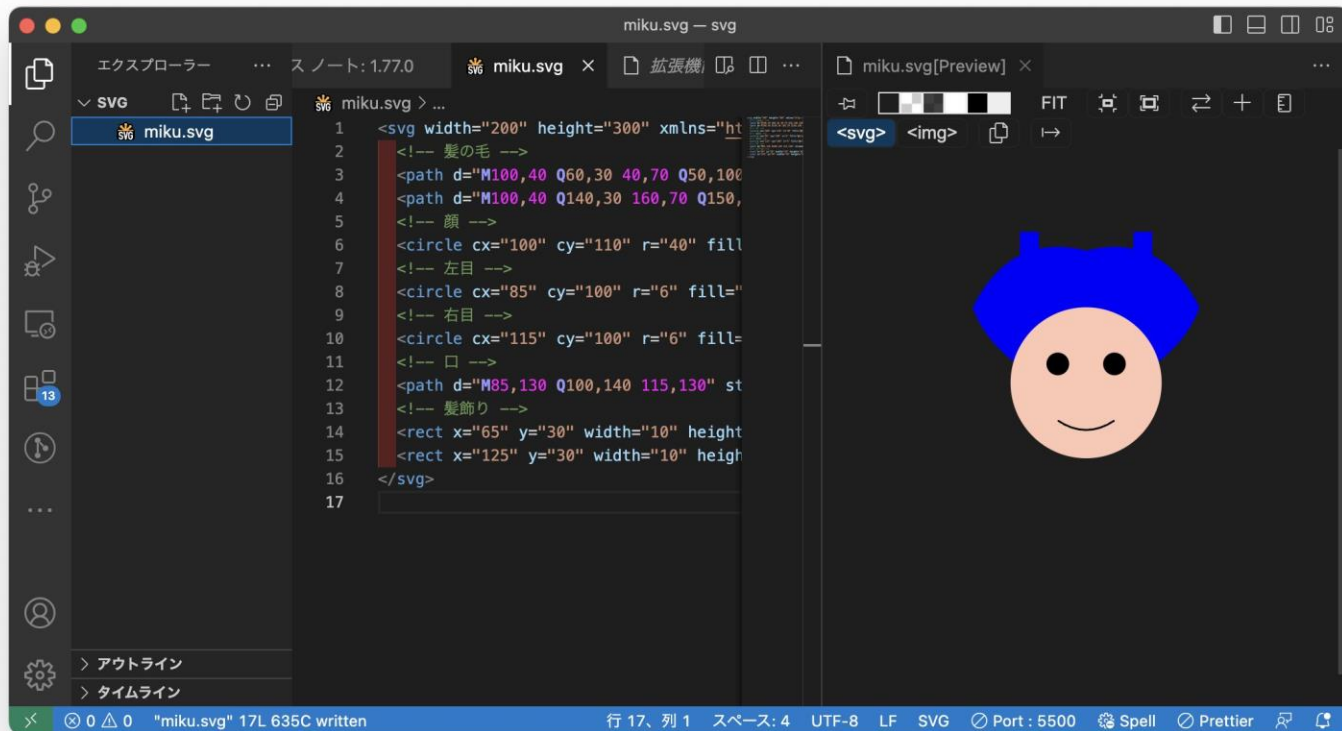 miku.svg — svg
エクスプローラー ···
ス ノート: 1.77.0
miku.svg ×
拡張機
···
miku.svg[Preview] ×
···
SVG
miku.svg
miku.svg > ...
FIT
<svg> <img>
1 <svg width="200" height="300" xmlns="ht
2 <!-- 髪の毛 -->
3 <path d="M100,40 Q60,30 40,70 Q50,100
4 <path d="M100,40 Q140,30 160,70 Q150,
5 <!-- 顔 -->
6 <circle cx="100" cy="110" r="40" fill
7 <!-- 左目 -->
8 <circle cx="85" cy="100" r="6" fill="
9 <!-- 右目 -->
10 <circle cx="115" cy="100" r="6" fill=
11 <!-- 口 -->
12 <path d="M85,130 Q100,140 115,130" st
13 <!-- 髪飾り -->
14 <rect x="65" y="30" width="10" height
15 <rect x="125" y="30" width="10" heigh
16 </svg>
17
13
アウトライン
タイムライン
0 0 "miku.svg" 17L 635C written 行 17、列 1 スペース: 4 UTF-8 LF SVG Port : 5500 Spell Prettier